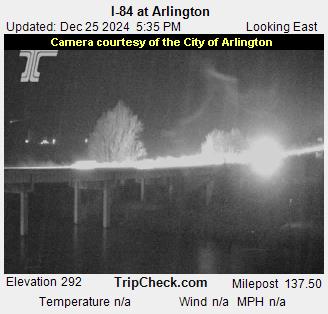 I-84 at Arlington
Updated: Dec 25 2024 5:35 PM Looking East
Camera courtesy of the City of Arlington
Elevation 292 TripCheck.com Milepost 137.50
Temperature n/a Wind n/a MPH n/a